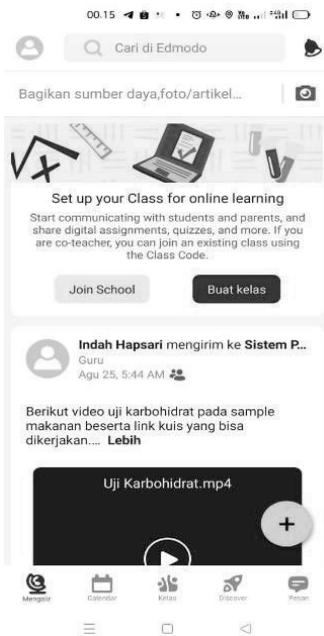 00.15
Cari di Edmodo
Bagikan sumber daya,foto/artikel...
Set up your Class for online learning
Start communicating with students and parents, and
share digital assignments, quizzes, and more. If you
are co-teacher, you can join an existing class using
the Class Code.
Join School
Buat kelas
Indah Hapsari mengirim ke Sistem P...
Guru
Agu 25, 5:44 AM
Berikut video uji karbohidrat pada sample
makanan beserta link kuis yang bisa
dikerjakan.... Lebih
Uji Karbohidrat.mp4
+
Mengalir
Calendar
Kelas
Discover
Pesan